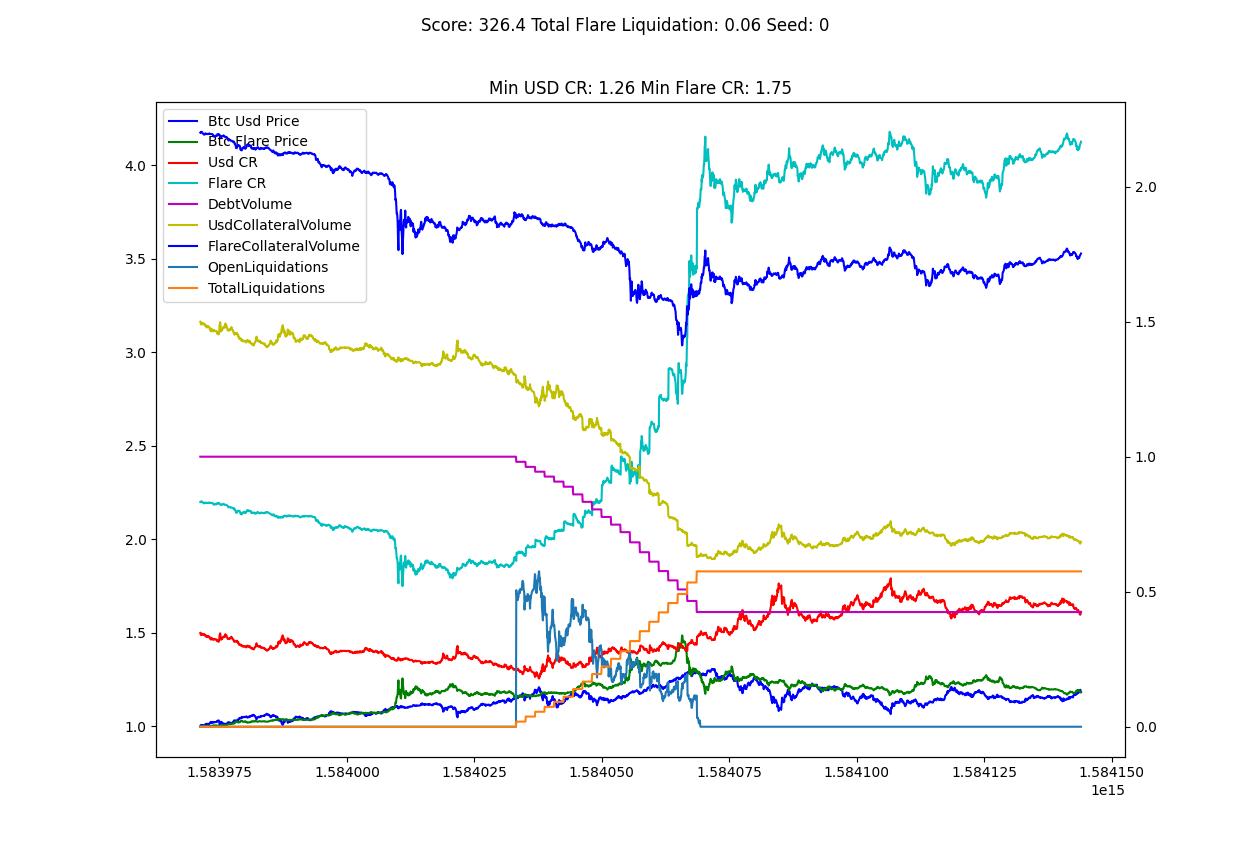 Score: 326.4 Total Flare Liquidation: 0.06 Seed: 0
Min USD CR: 1.26 Min Flare CR: 1.75
Btc Usd Price
Btc Flare Price
Usd CR
Flare CR
DebtVolume
UsdCollateralVolume
FlareCollateralVolume
OpenLiquidations
TotalLiquidations
4.0
3.5
3.0
2.5
2.0
1.5
1.0
2.0
1.5
1.0
0.5
0.0
1.583975 1.584000 1.584025 1.584050 1.584075 1.584100 1.584125 1.584150
1e15